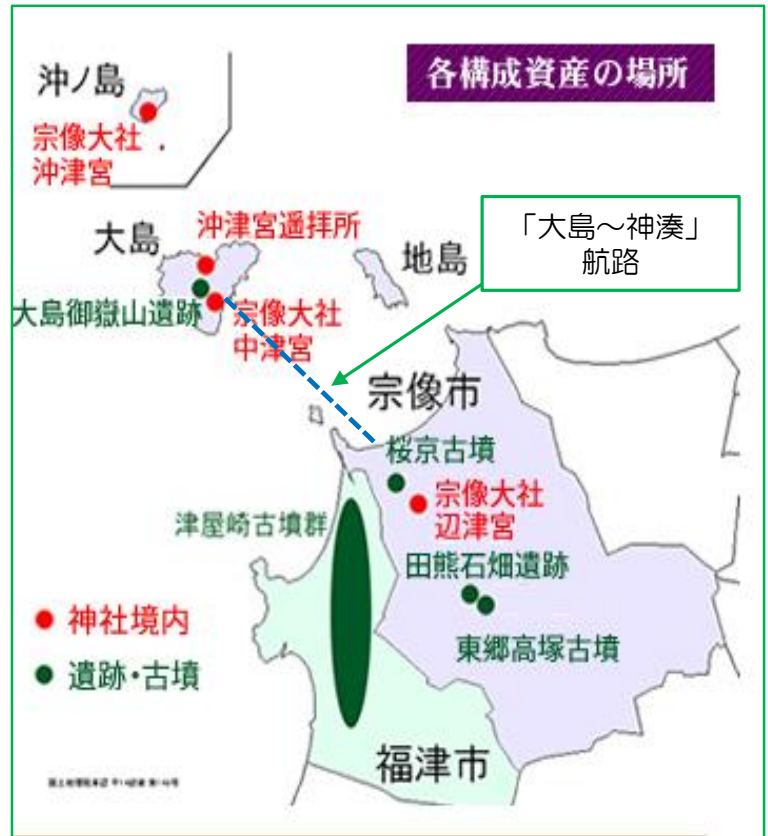 各構成資産の場所
沖ノ島
宗像大社
沖津宮
大島
沖津宮遥拝所
「大島～神湊」
航路
地島
大島御嶽山遺跡
宗像大社
中津宮
宗像市
桜京古墳
宗像大社
辺津宮
津屋崎古墳群
田熊石畑遺跡
神社境内
東郷高塚古墳
遺跡・古墳
福津市